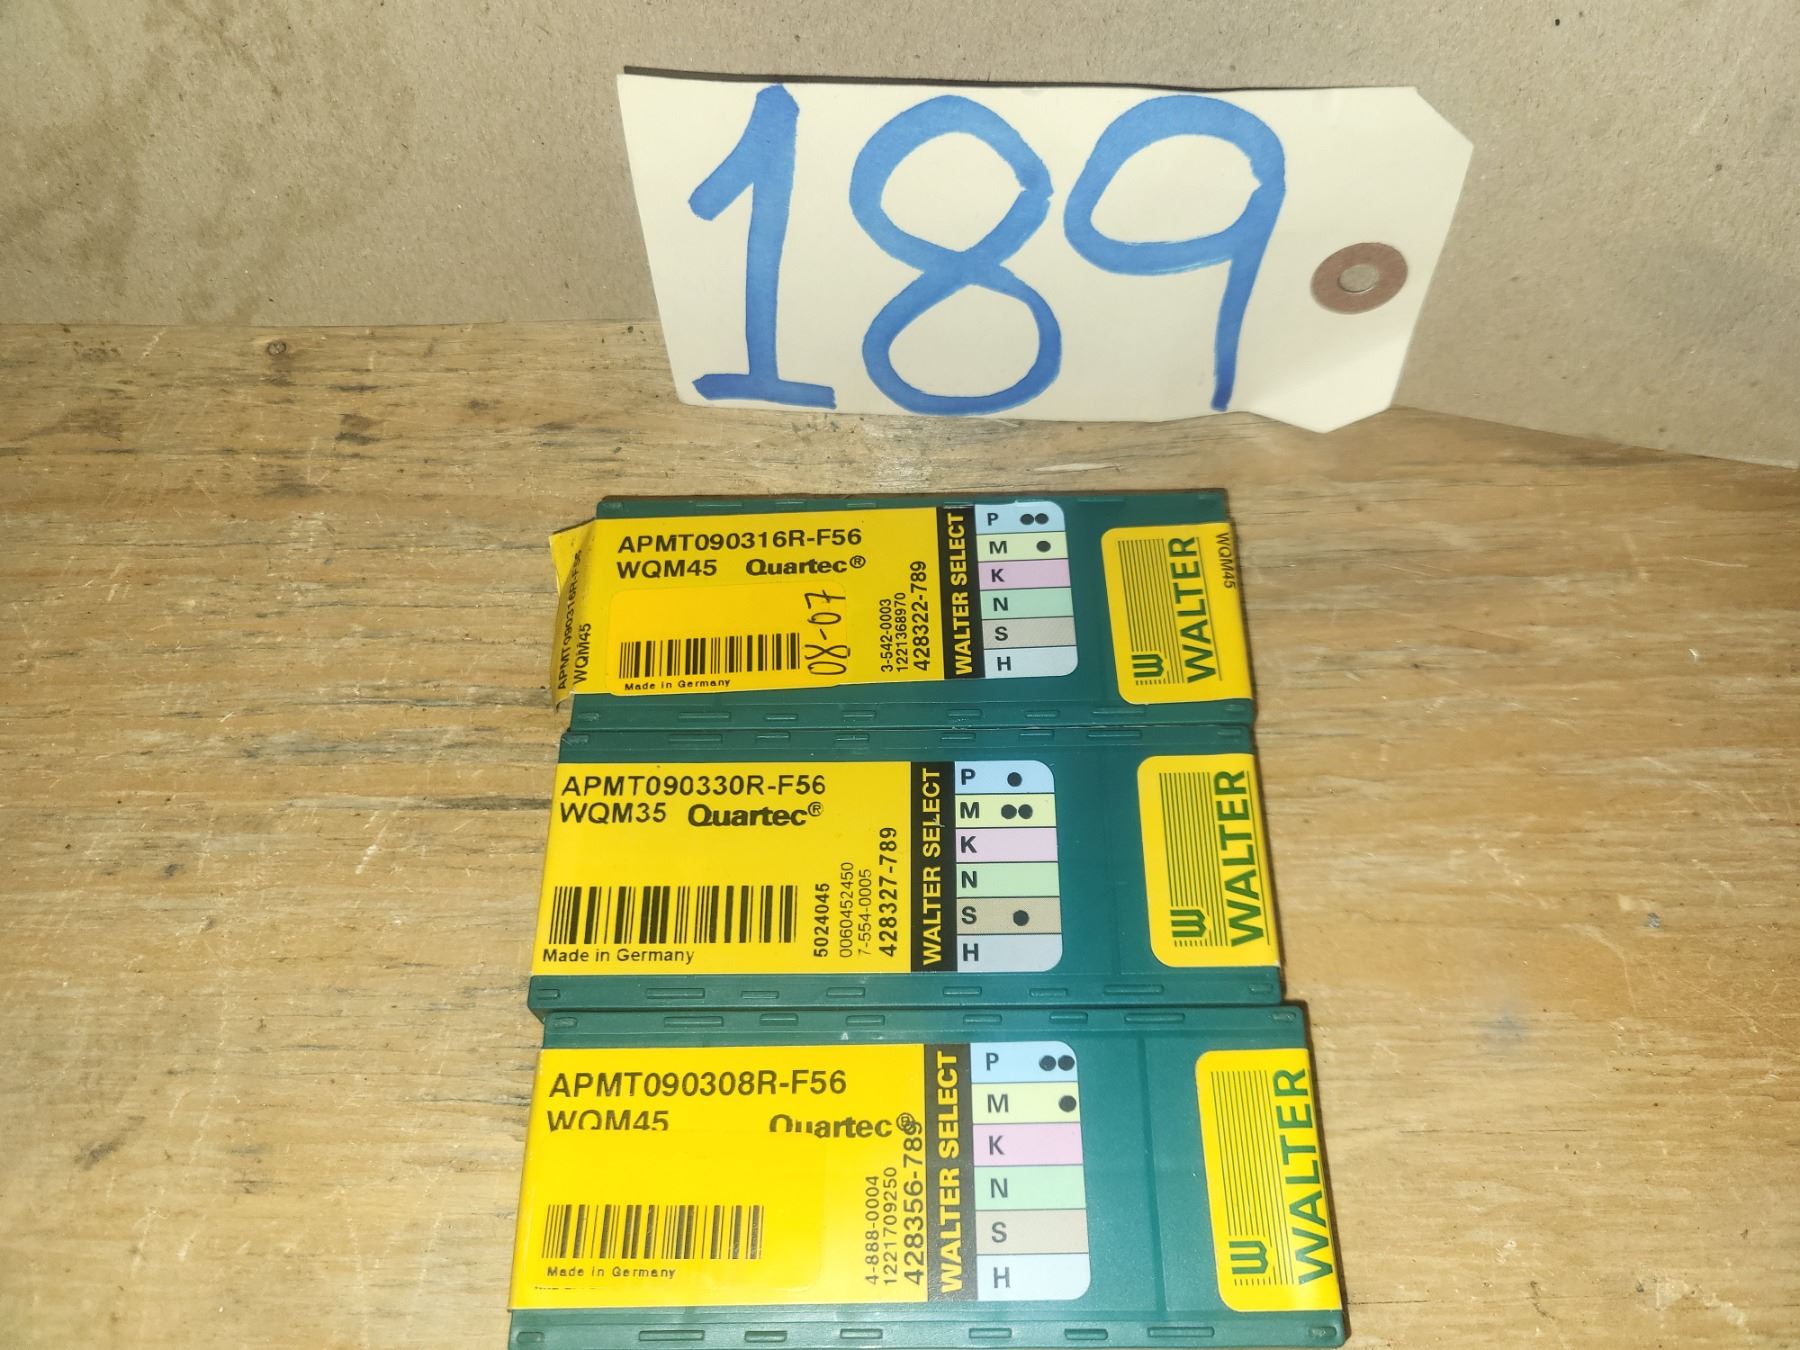 189
APMT090316R-F56
WQM45 Quartec®
08-07
Made in Germany
3-542-0003
1221368970
428322-789
WALTER SELECT
P
M
K
N
S
H
WALTER
WQM45
APMT090316R-F56
WQM45
APMT090330R-F56
WQM35 Quartec®
Made in Germany
5024045
0060452450
7-554-0005
428327-789
WALTER SELECT
P
M
K
N
S
H
WALTER
APMT090308R-F56
WQM45 Quartec®
Made in Germany
4-888-0004
1221709250
428356-789
WALTER SELECT
P
M
K
N
S
H
WALTER